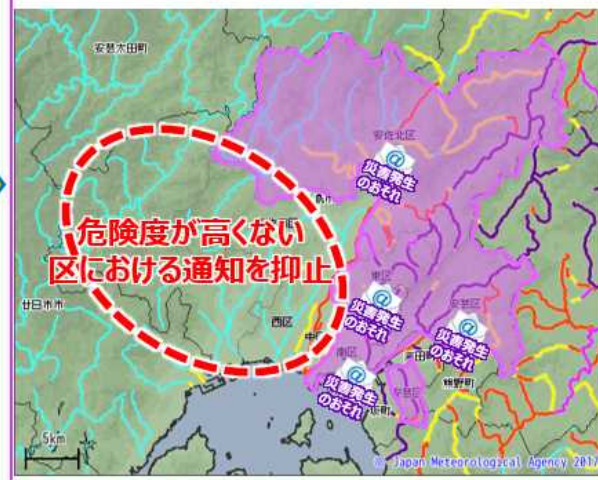 安芸太田町
安佐北区
災害発生
のおそれ
危険度が高くない
区における通知を抑止
東区
災害発生
のおそれ
安芸区
災害発生
のおそれ
廿日市市
西区
南区
災害発生
のおそれ
熊野町
坂町
5km
Japan Meteorological Agency 2017